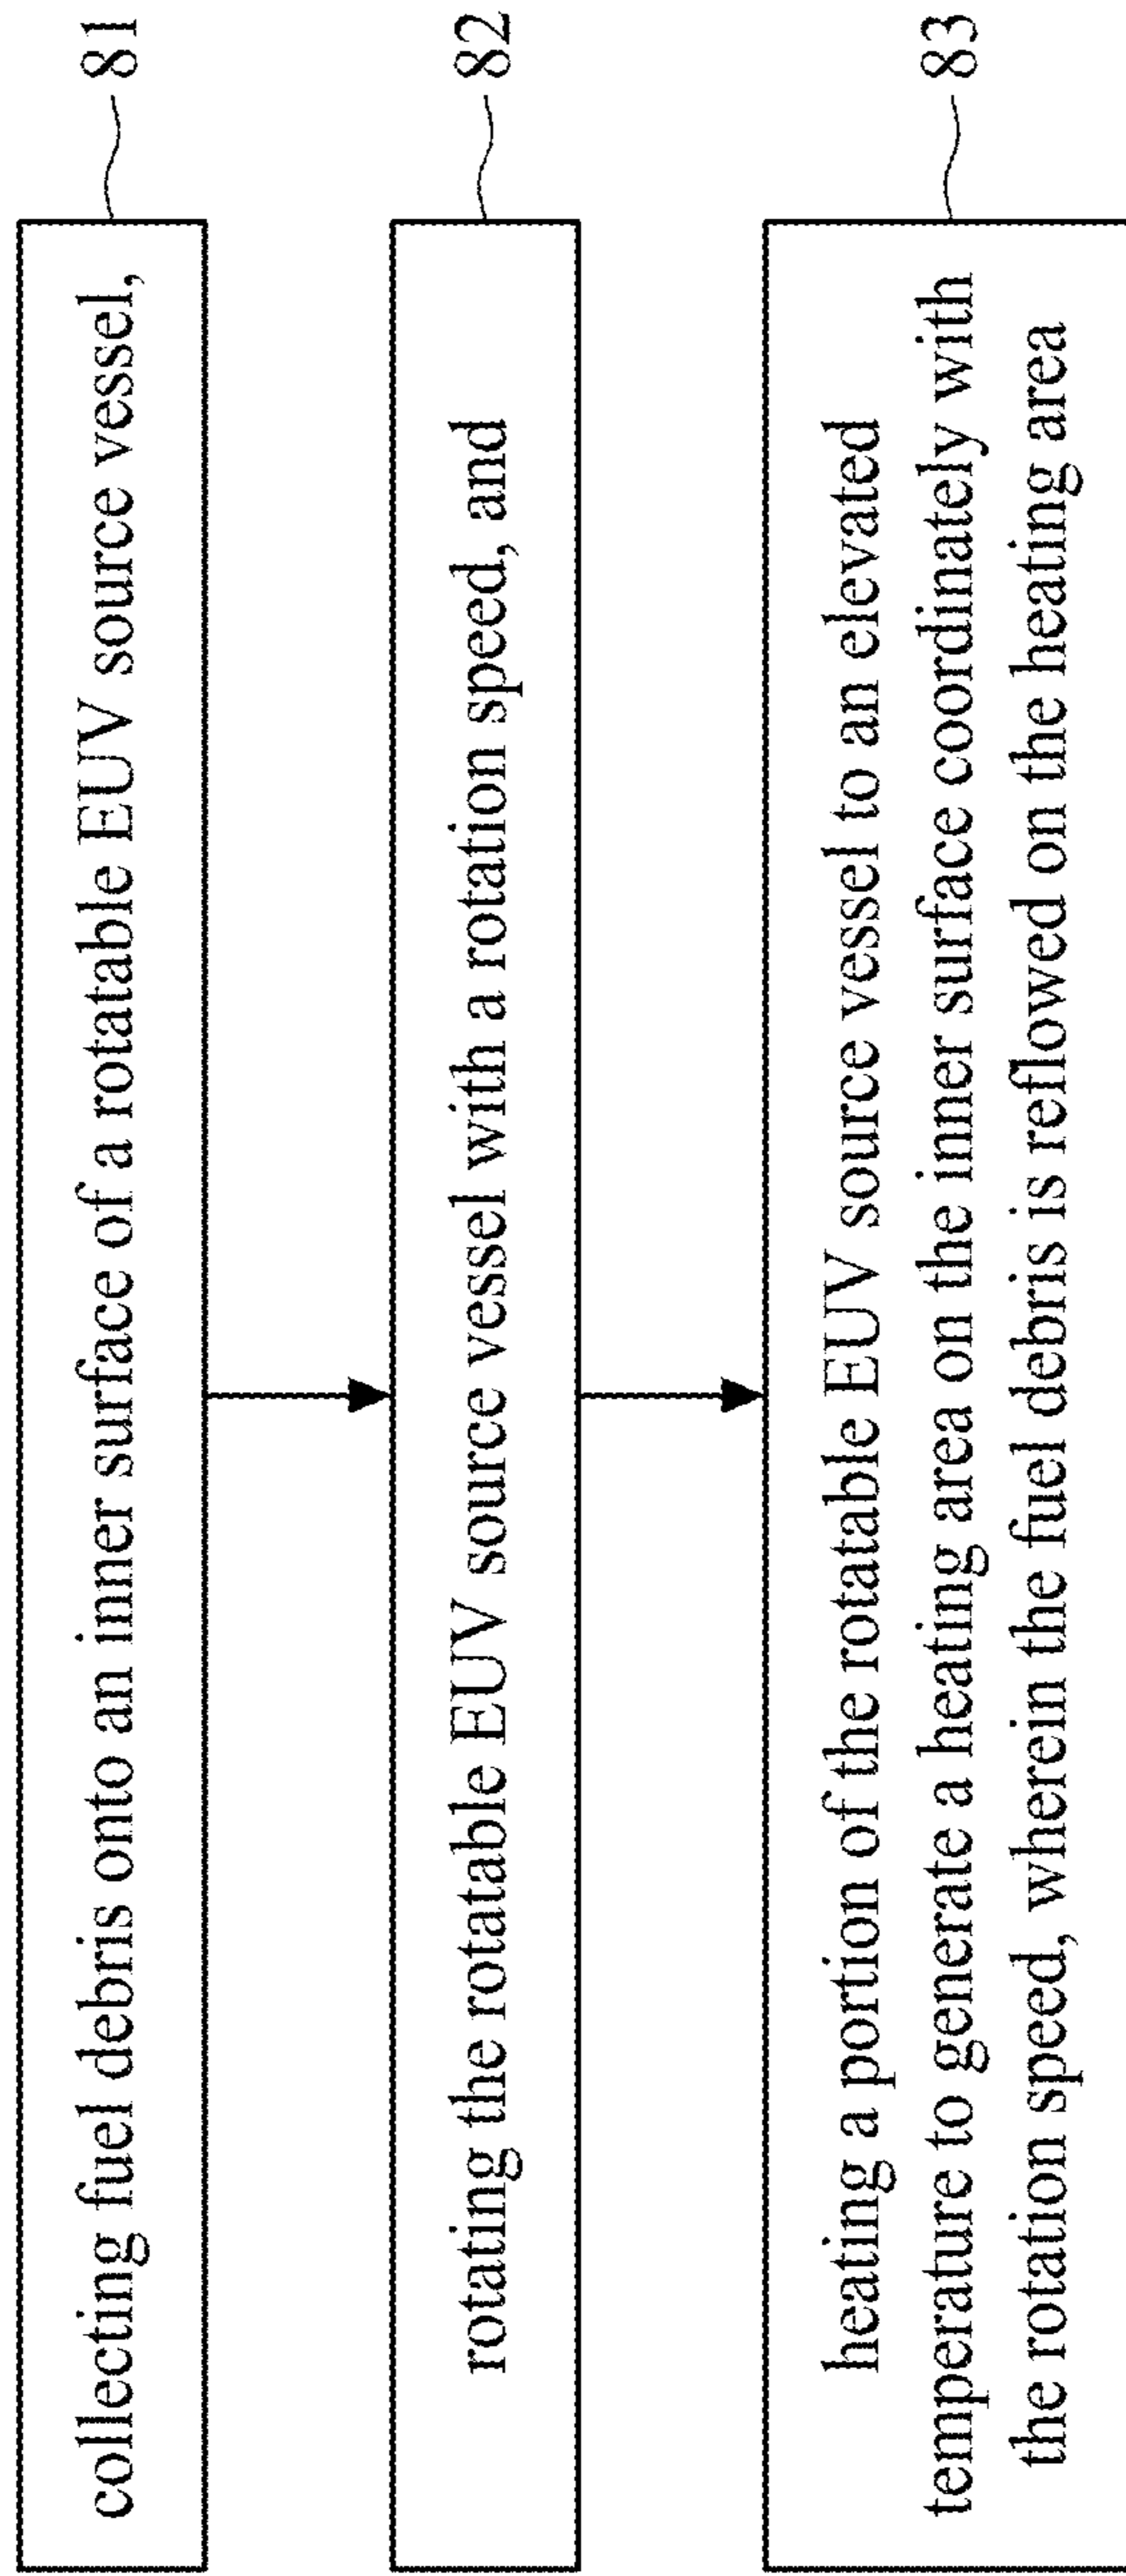 collecting fuel debris onto an inner surface of a rotatable EUV source vessel,
81
rotating the rotatable EUV source vessel with a rotation speed, and
82
heating a portion of the rotatable EUV source vessel to an elevated
temperature to generate a heating area on the inner surface coordinately with
the rotation speed, wherein the fuel debris is reflowed on the heating area
83